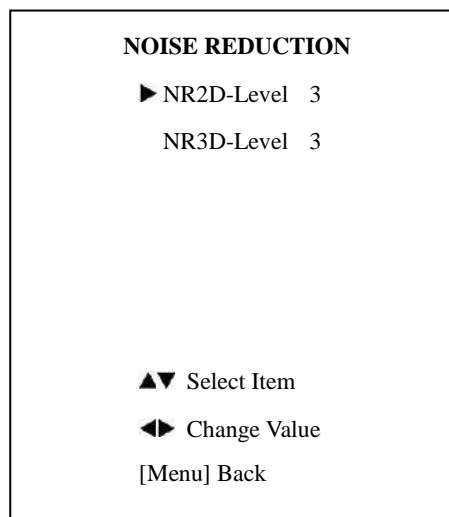 NOISE REDUCTION
▶ NR2D-Level 3
NR3D-Level 3
▲▼ Select Item
◀▶ Change Value
[Menu] Back